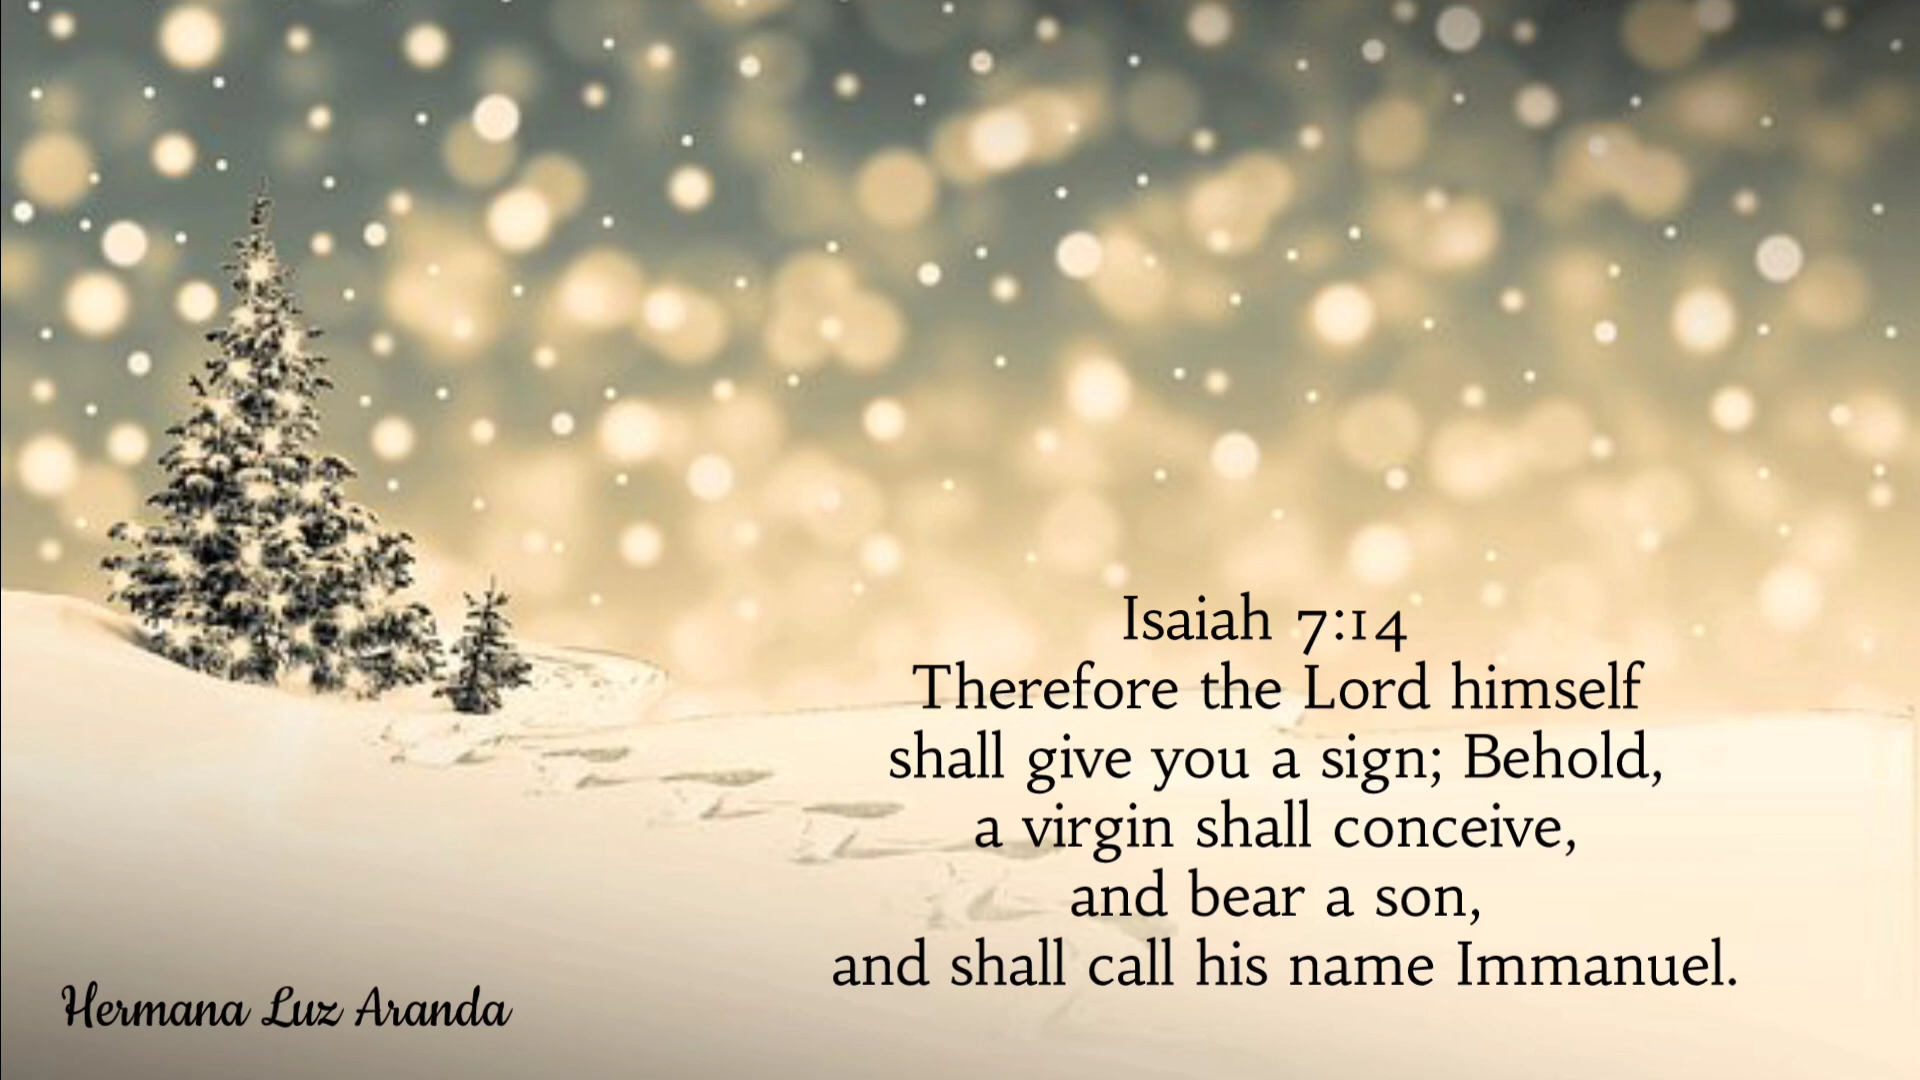 Isaiah 7:14
Therefore the Lord himself
shall give you a sign; Behold,
a virgin shall conceive,
and bear a son,
and shall call his name Immanuel.
Hermana Luz Aranda